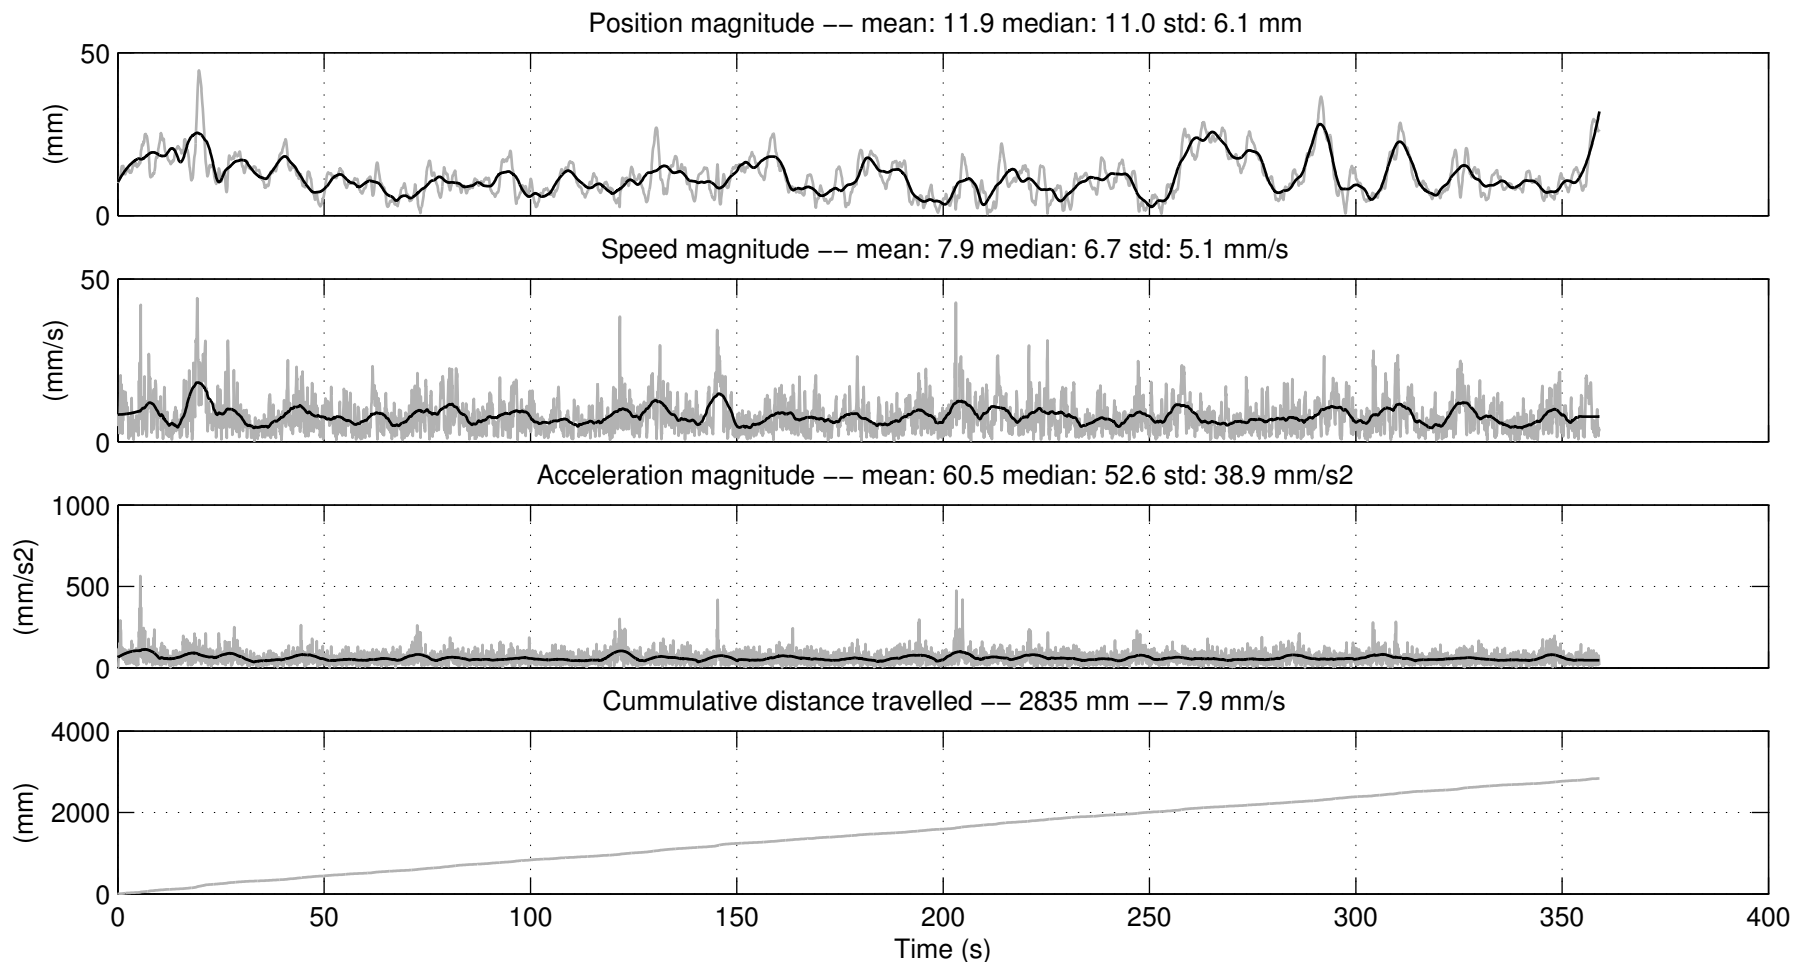 Position magnitude −− mean: 11.9 median: 11.0 std: 6.1 mm
50
0
(mm)
Speed magnitude −− mean: 7.9 median: 6.7 std: 5.1 mm/s
50
0
(mm/s)
Acceleration magnitude −− mean: 60.5 median: 52.6 std: 38.9 mm/s2
1000
500
0
(mm/s2)
Cummulative distance travelled −− 2835 mm −− 7.9 mm/s
4000
2000
0
(mm)
0 50 100 150 200 250 300 350 400
Time (s)